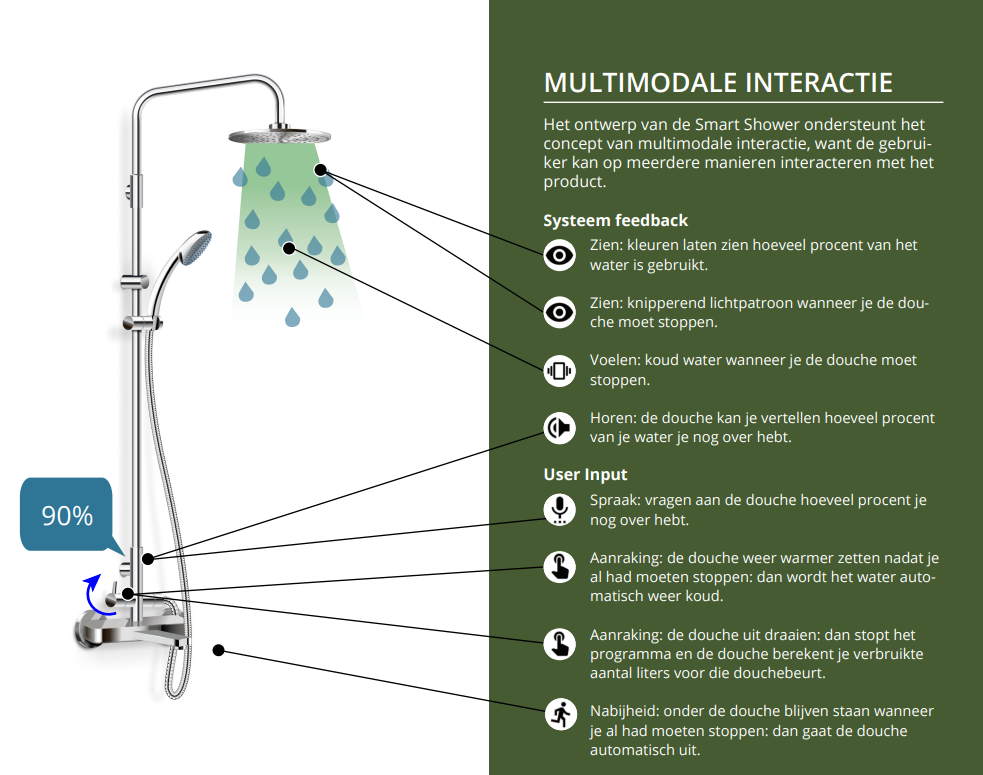 MULTIMODALE INTERACTIE
Het ontwerp van de Smart Shower ondersteunt het
concept van multimodale interactie, want de gebrui-
ker kan op meerdere manieren interacteren met het
product.
Systeem feedback
Zien: kleuren laten zien hoeveel procent van het
water is gebruikt.
Zien: knipperend lichtpatroon wanneer je de dou-
che moet stoppen.
Voelen: koud water wanneer je de douche moet
stoppen.
Horen: de douche kan je vertellen hoeveel procent
van je water je nog over hebt.
User Input
Spraak: vragen aan de douche hoeveel procent je
nog over hebt.
Aanraking: de douche weer warmer zetten nadat je
al had moeten stoppen: dan wordt het water auto-
matisch weer koud.
Aanraking: de douche uit draaien: dan stopt het
programma en de douche berekent je verbruikte
aantal liters voor die douchebeurt.
Nabijheid: onder de douche blijven staan wanneer
je al had moeten stoppen: dan gaat de douche
automatisch uit.
90%